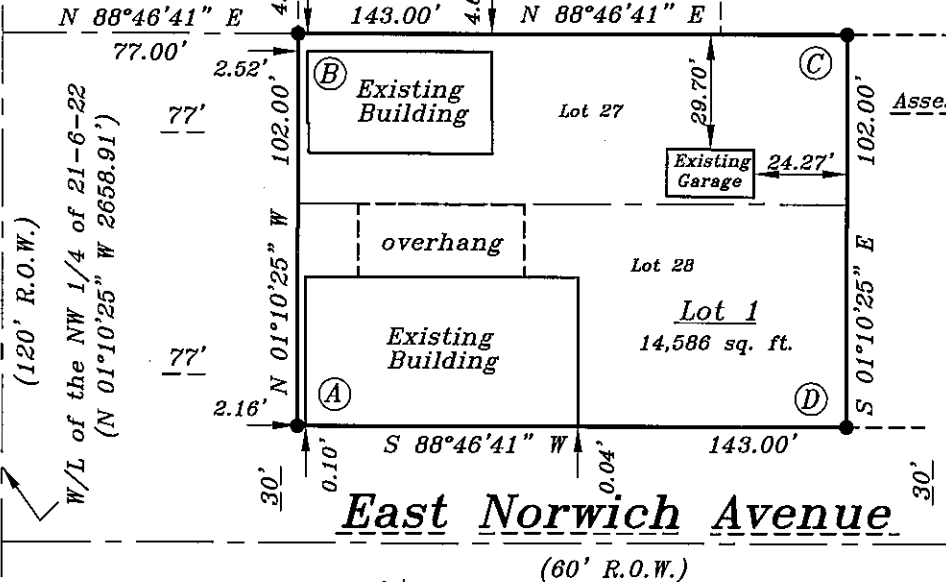 N 88°46'41" E
143.00'
N 88°46'41" E
77.00'
2.52'
B
Existing
Building
Lot 27
29.70'
C
102.00'
102.00'
77'
Existing
Garage
24.27'
W/L of the NW 1/4 of 21-6-22
(N 01°10'25" W 2658.91')
(120' R.O.W.)
N 01°10'25" W
overhang
Lot 28
S 01°10'25" E
Lot 1
14,586 sq. ft.
Existing
Building
77'
A
D
2.16'
S 88°46'41" W
143.00'
0.10'
0.04'
30'
30'
East Norwich Avenue
(60' R.O.W.)